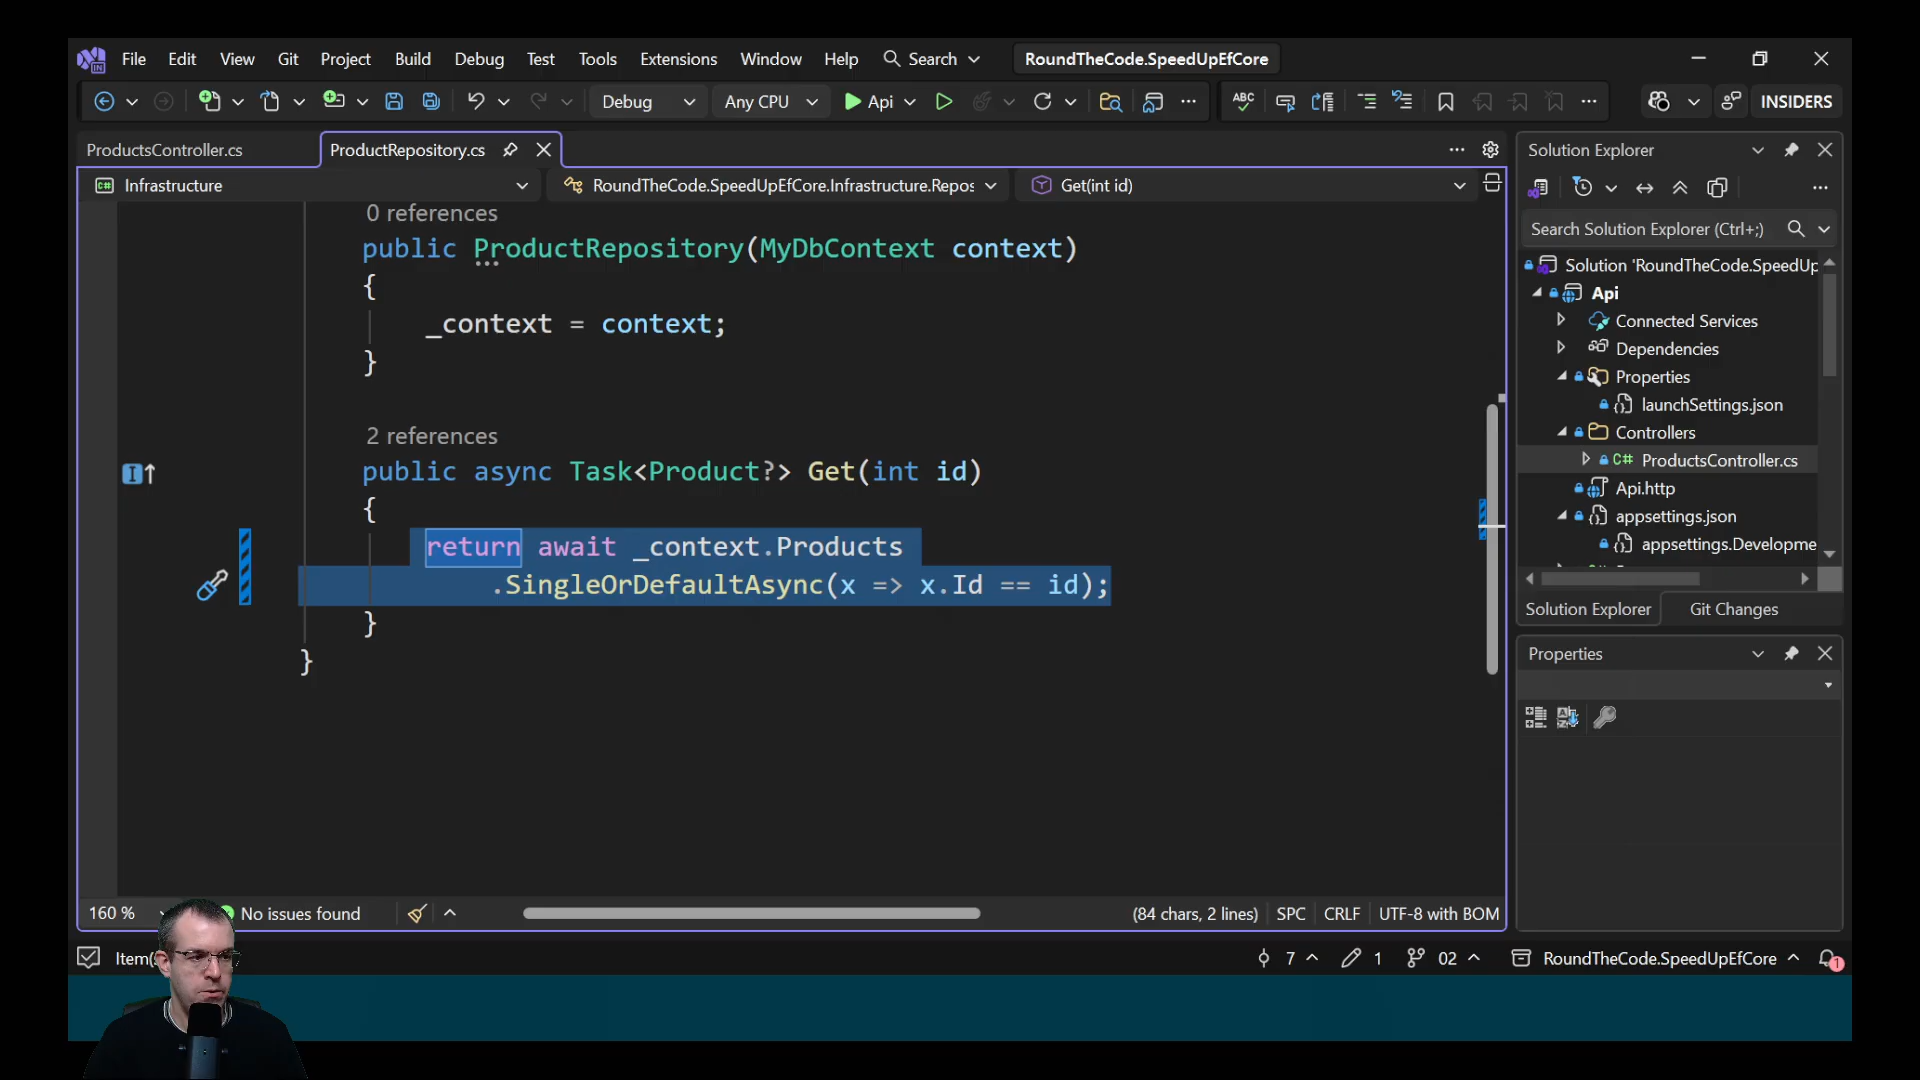 File Edit View Git Project Build Debug Test Tools Extensions Window Help Search RoundTheCode.SpeedUpEfCore
Debug Any CPU Api INSIDERS
ProductsController.cs ProductRepository.cs
Infrastructure RoundTheCode.SpeedUpEfCore.Infrastructure.Repos Get(int id)
0 references
public ProductRepository(MyDbContext context)
{
_context = context;
}
2 references
public async Task<Product?> Get(int id)
{
return await _context.Products
.SingleOrDefaultAsync(x => x.Id == id);
}
}
160 % No issues found (84 chars, 2 lines) SPC CRLF UTF-8 with BOM
Solution Explorer
Search Solution Explorer (Ctrl+;)
Solution 'RoundTheCode.SpeedUp
Api
Connected Services
Dependencies
Properties
launchSettings.json
Controllers
C# ProductsController.cs
Api.http
appsettings.json
appsettings.Developme
Solution Explorer Git Changes
Properties
7 1 02 RoundTheCode.SpeedUpEfCore 1